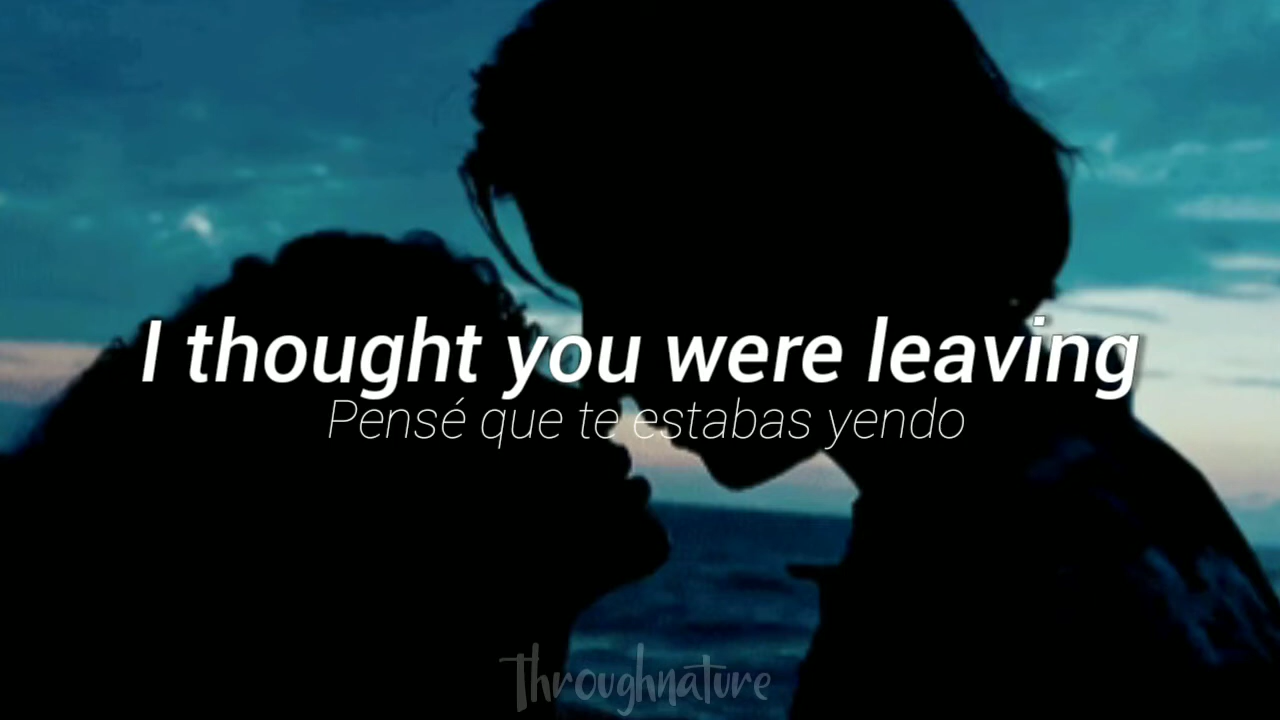 I thought you were leaving
Pensé que te estabas yendo
Throughnature